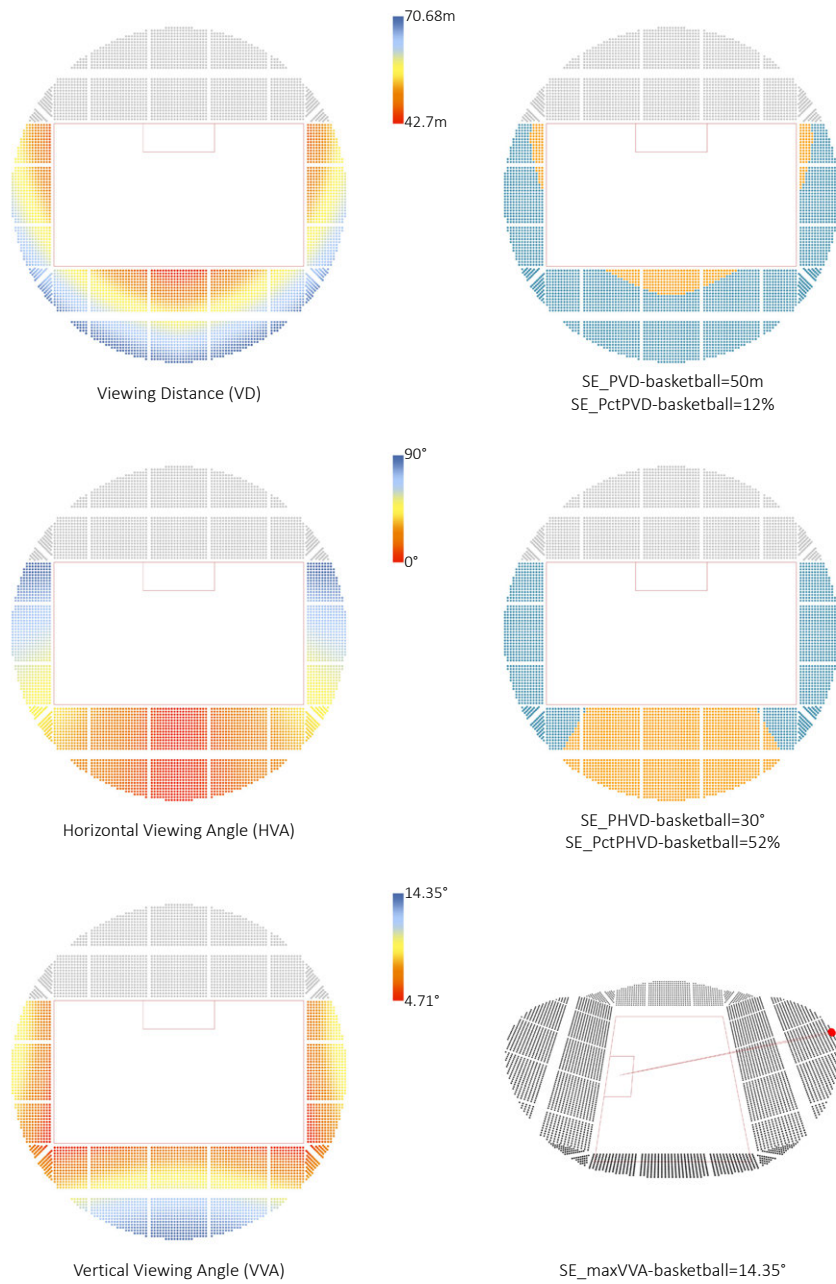 70.68m
42.7m
Viewing Distance (VD)
SE_PVD-basketball=50m
SE_PctPVD-basketball=12%
90°
0°
Horizontal Viewing Angle (HVA)
SE_PHVD-basketball=30°
SE_PctPHVD-basketball=52%
14.35°
4.71°
Vertical Viewing Angle (VVA)
SE_maxVVA-basketball=14.35°